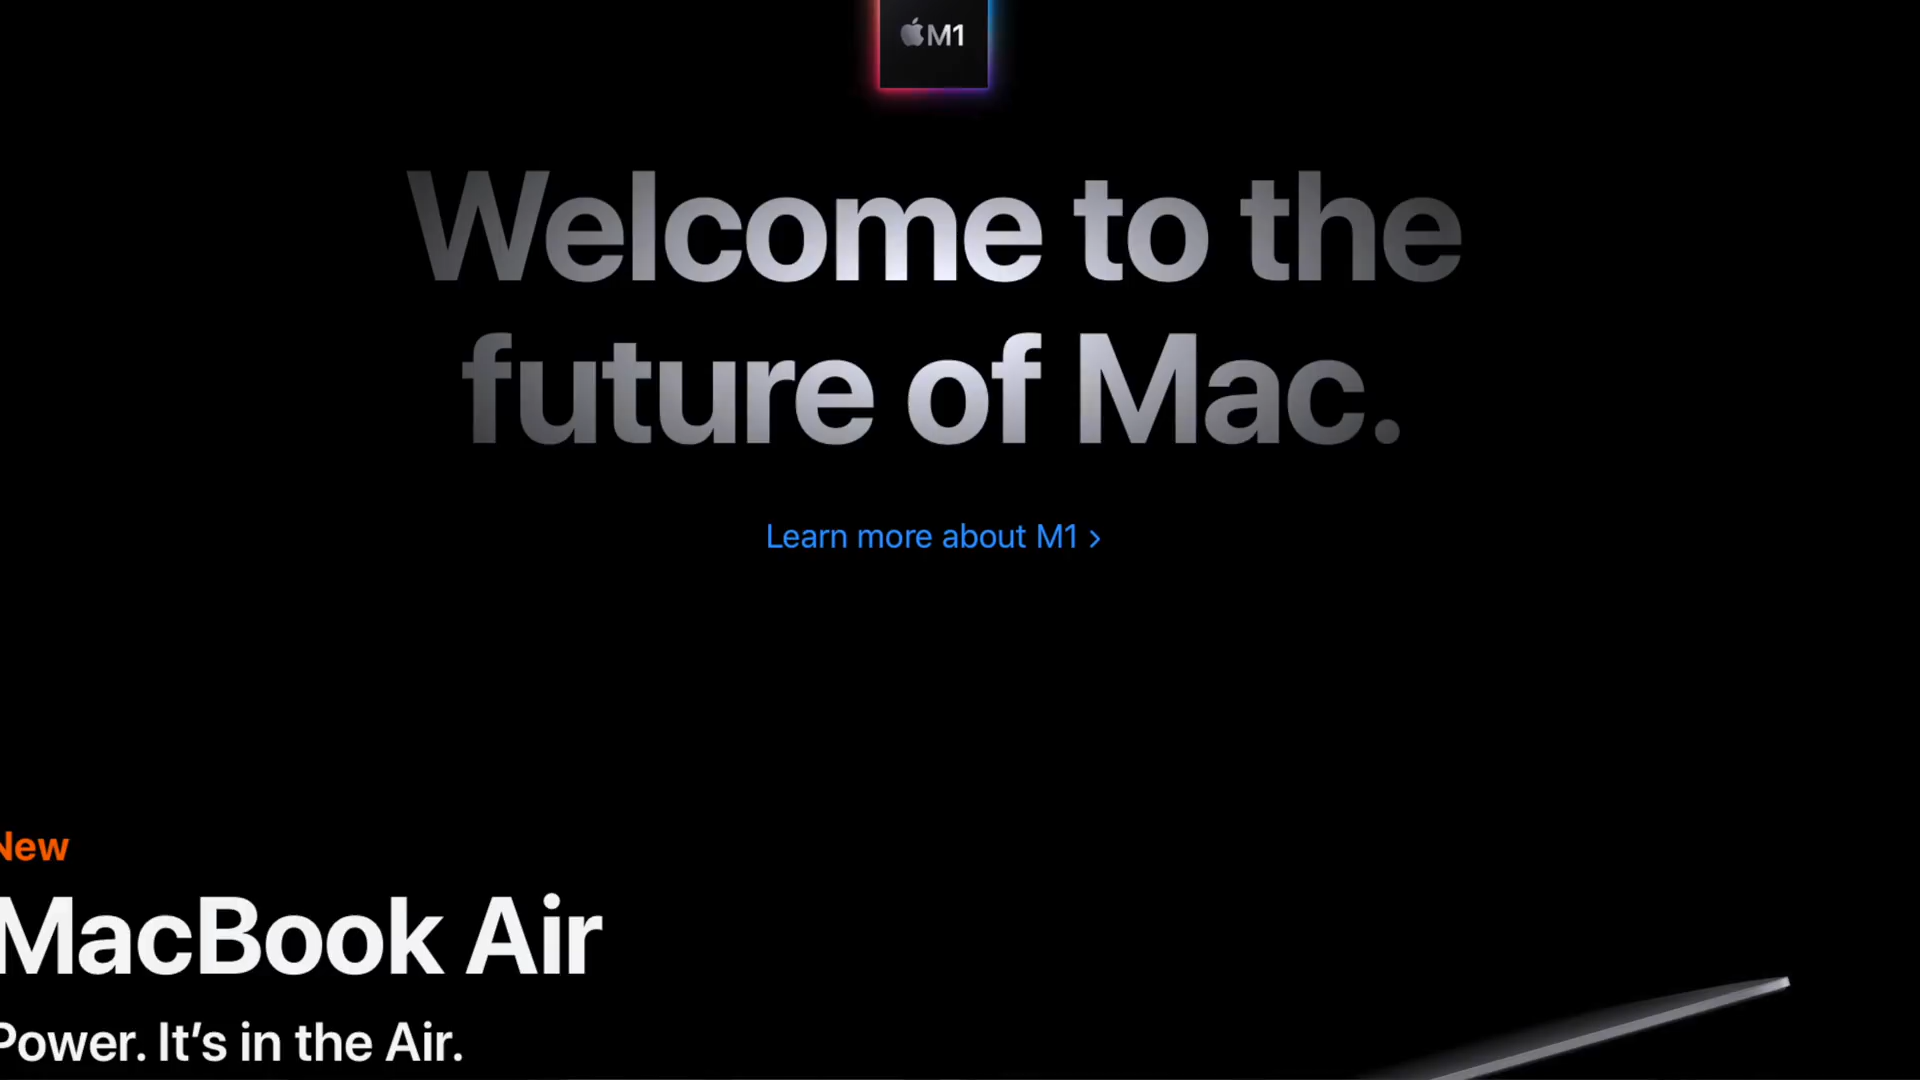 M1
Welcome to the
future of Mac.
Learn more about M1 >
New
MacBook Air
Power. It’s in the Air.